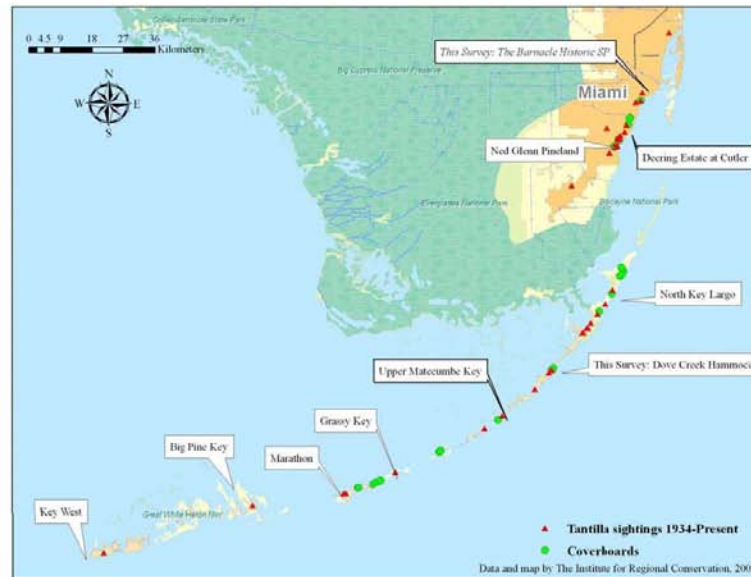 0 4.5 9 18 27 36
Kilometers
N
W E
S
Big Cypress National Preserve
This Survey: The Barnacle Historic SP
Miami
Ned Glenn Pineland
Deering Estate at Cutler
Everglades National Park
Biscayne National Park
North Key Largo
This Survey: Dove Creek Hammock
Upper Matecumbe Key
Grassy Key
Big Pine Key
Marathon
Key West
Great White Heron
Tantilla sightings 1934-Present
Coverboards
Data and map by The Institute for Regional Conservation, 200